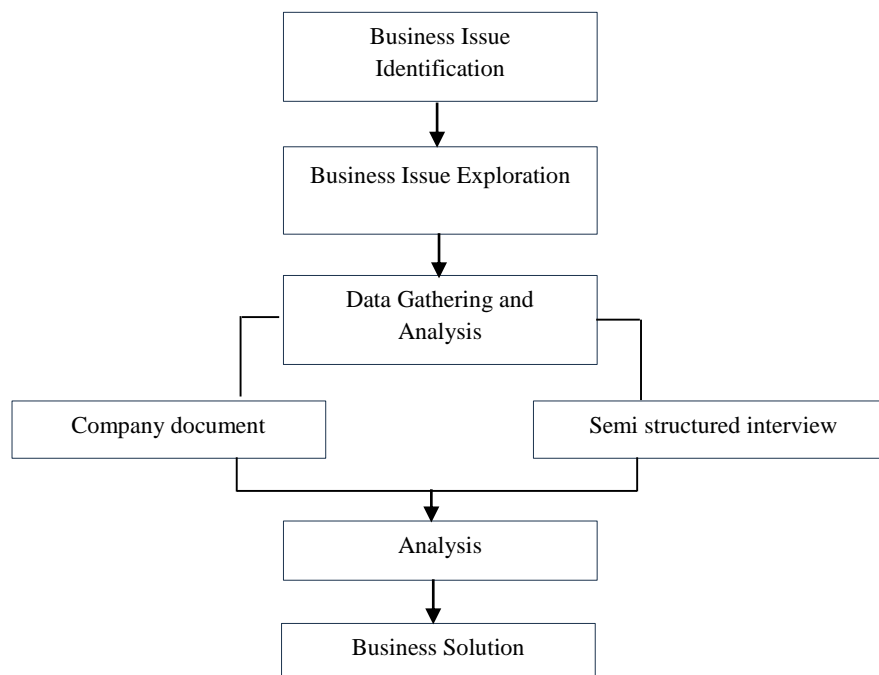 Business Issue
Identification
Business Issue Exploration
Data Gathering and
Analysis
Company document
Semi structured interview
Analysis
Business Solution